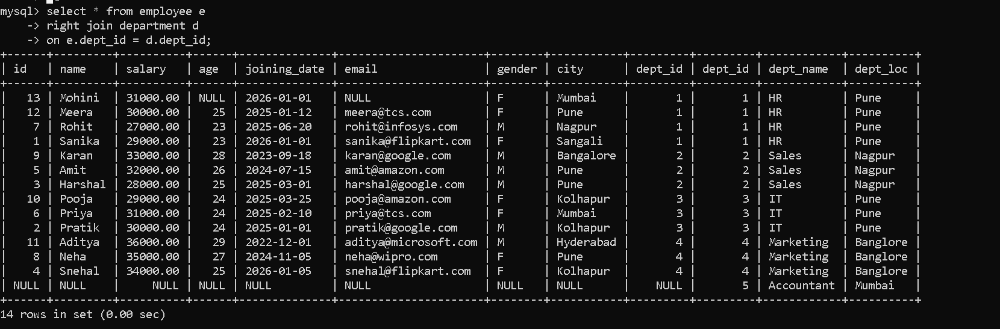 mysql> select * from employee e
    -> right join department d
    -> on e.dept_id = d.dept_id;
+------+---------+----------+------+--------------+----------------------+--------+-----------+---------+---------+------------+----------+
| id   | name    | salary   | age  | joining_date | email                | gender | city      | dept_id | dept_id | dept_name  | dept_loc |
+------+---------+----------+------+--------------+----------------------+--------+-----------+---------+---------+------------+----------+
|   13 | Mohini  | 31000.00 | NULL | 2026-01-01   | NULL                 | F      | Mumbai    |       1 |       1 | HR         | Pune     |
|   12 | Meera   | 30000.00 |   25 | 2025-01-12   | meera@tcs.com        | F      | Pune      |       1 |       1 | HR         | Pune     |
|    7 | Rohit   | 27000.00 |   23 | 2025-06-20   | rohit@infosys.com    | M      | Nagpur    |       1 |       1 | HR         | Pune     |
|    1 | Sanika  | 29000.00 |   23 | 2026-01-01   | sanika@flipkart.com  | F      | Sangali   |       1 |       1 | HR         | Pune     |
|    9 | Karan   | 33000.00 |   28 | 2023-09-18   | karan@google.com     | M      | Bangalore |       2 |       2 | Sales      | Nagpur   |
|    5 | Amit    | 32000.00 |   26 | 2024-07-15   | amit@amazon.com      | M      | Pune      |       2 |       2 | Sales      | Nagpur   |
|    3 | Harshal | 28000.00 |   25 | 2025-03-01   | harshal@google.com   | M      | Pune      |       2 |       2 | Sales      | Nagpur   |
|   10 | Pooja   | 29000.00 |   24 | 2025-03-25   | pooja@amazon.com     | F      | Kolhapur  |       3 |       3 | IT         | Pune     |
|    6 | Priya   | 31000.00 |   24 | 2025-02-10   | priya@tcs.com        | F      | Mumbai    |       3 |       3 | IT         | Pune     |
|    2 | Pratik  | 30000.00 |   24 | 2025-01-01   | pratik@google.com    | M      | Kolhapur  |       3 |       3 | IT         | Pune     |
|   11 | Aditya  | 36000.00 |   29 | 2022-12-01   | aditya@microsoft.com | M      | Hyderabad |       4 |       4 | Marketing  | Banglore |
|    8 | Neha    | 35000.00 |   27 | 2024-11-05   | neha@wipro.com       | F      | Pune      |       4 |       4 | Marketing  | Banglore |
|    4 | Snehal  | 34000.00 |   25 | 2026-01-05   | snehal@flipkart.com  | F      | Kolhapur  |       4 |       4 | Marketing  | Banglore |
| NULL | NULL    |     NULL | NULL | NULL         | NULL                 | NULL   | NULL      |    NULL |       5 | Accountant | Mumbai   |
+------+---------+----------+------+--------------+----------------------+--------+-----------+---------+---------+------------+----------+
14 rows in set (0.00 sec)